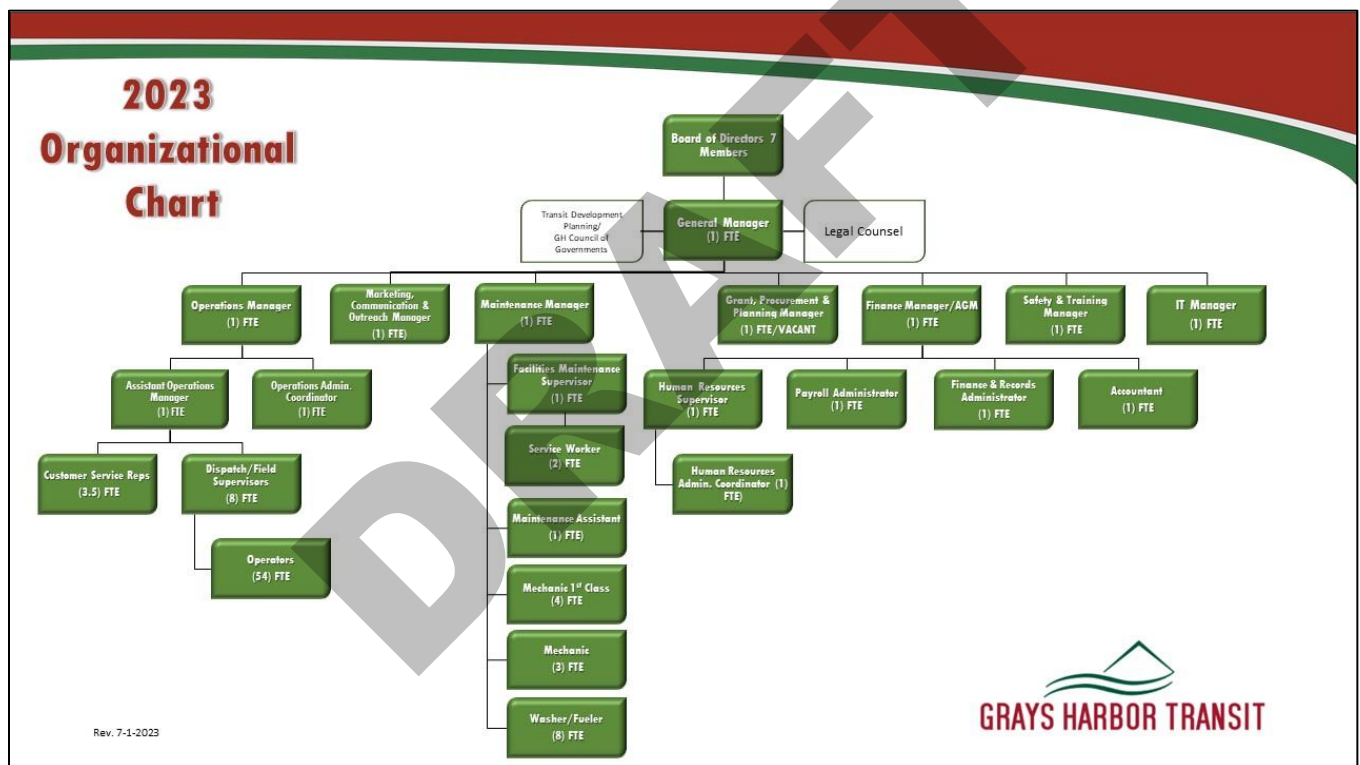 2023
Organizational
Chart
Board of Directors 7
Members
Transit Development
Planning/
GH Council of
Governments
General Manager
(1) FTE
Legal Counsel
Operations Manager
(1) FTE
Marketing,
Communication &
Outreach Manager
(1) FTE)
Maintenance Manager
(1) FTE
Grant, Procurement &
Planning Manager
(1) FTE/VACANT
Finance Manager/AGM
(1) FTE
Safety & Training
Manager
(1) FTE
IT Manager
(1) FTE
Assistant Operations
Manager
(1) FTE
Operations Admin.
Coordinator
(1) FTE
Facilities Maintenance
Supervisor
(1) FTE
Human Resources
Supervisor
(1) FTE
Payroll Administrator
(1) FTE
Finance & Records
Administrator
(1) FTE
Accountant
(1) FTE
Customer Service Reps
(3.5) FTE
Dispatch/Field
Supervisors
(8) FTE
Service Worker
(2) FTE
Human Resources
Admin. Coordinator (1)
FTE)
Maintenance Assistant
(1) FTE)
Operators
(54) FTE
Mechanic 1st Class
(4) FTE
Mechanic
(3) FTE
Washer/Fueler
(8) FTE
DRAFT
GRAYS HARBOR TRANSIT
Rev. 7-1-2023